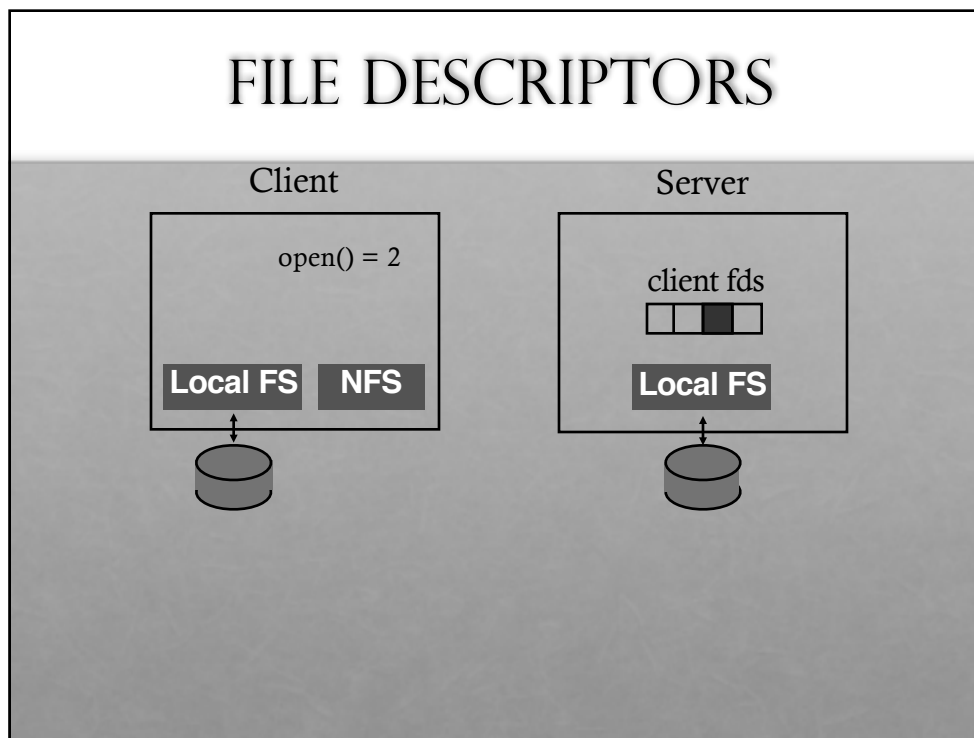 FILE DESCRIPTORS
Client
Server
open() = 2
client fds
Local FS
NFS
Local FS